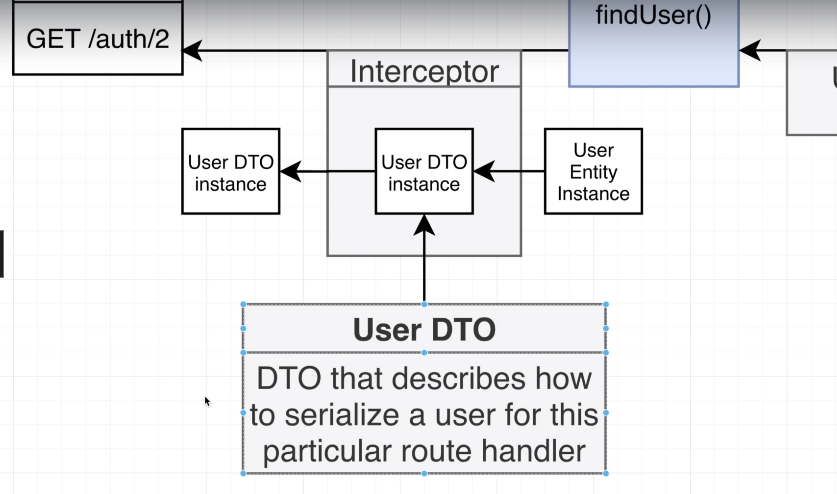 findUser()
GET /auth/2
Interceptor
User DTO
instance
User DTO
instance
User
Entity
Instance
User DTO
DTO that describes how
to serialize a user for this
particular route handler